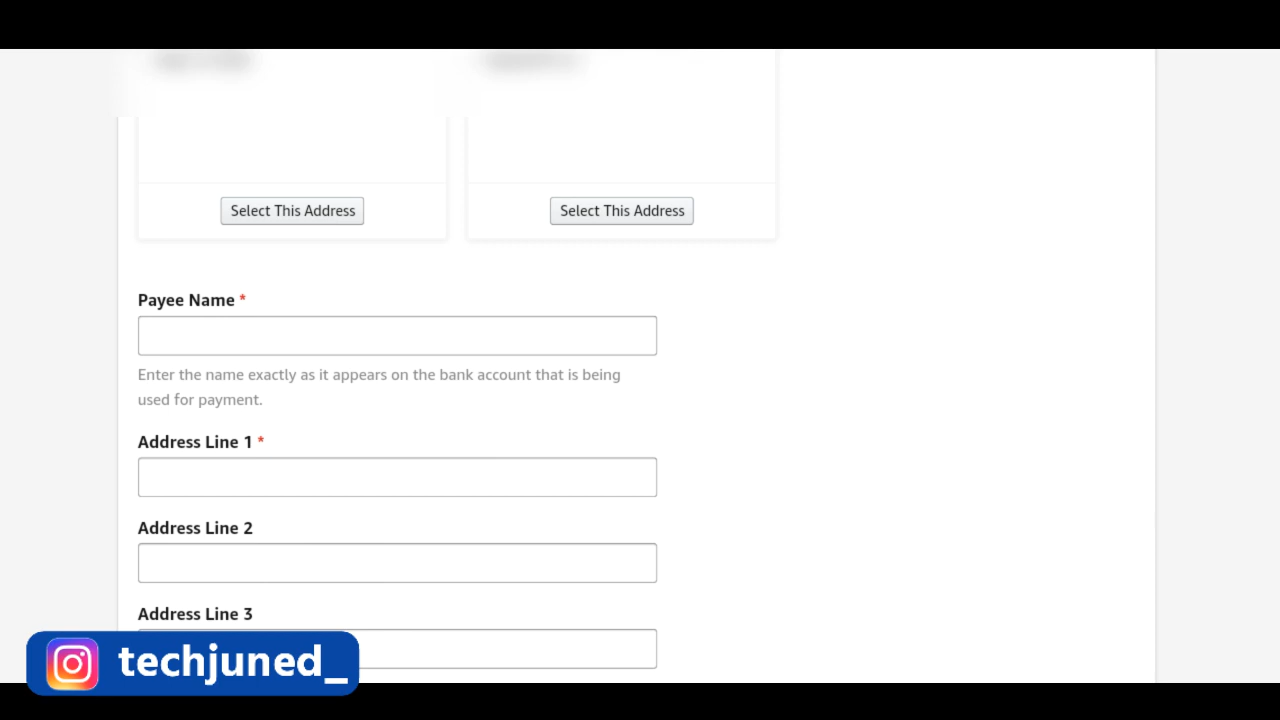 Select This Address
Select This Address
Payee Name *
Enter the name exactly as it appears on the bank account that is being
used for payment.
Address Line 1 *
Address Line 2
Address Line 3
techjuned_